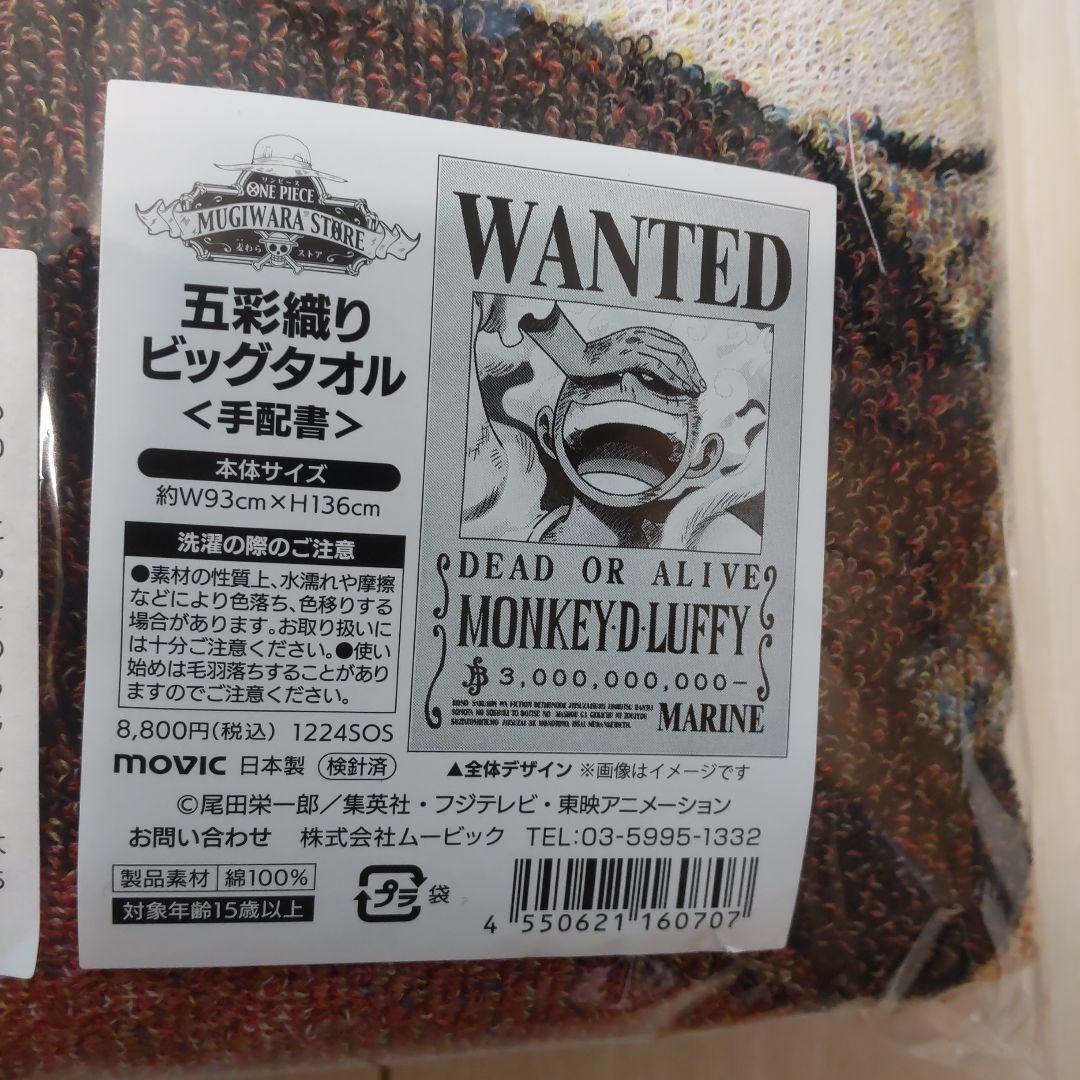 ワンピース
ONE PIECE
MUGIWARA STORE
麦わら ストア
五彩織り
ビッグタオル
<手配書>
本体サイズ
約W93cm×H136cm
洗濯の際のご注意
●素材の性質上、水濡れや摩擦
などにより色落ち、色移りする
場合があります。お取り扱いに
は十分ご注意ください。●使い
始めは毛羽落ちすることがあり
ますのでご注意ください。
8,800円(税込) 1224SOS
movic 日本製 検針済
WANTED
DEAD OR ALIVE
MONKEY·D·LUFFY
3,000,000,000-
MARINE
▲全体デザイン ※画像はイメージです
©尾田栄一郎/集英社・フジテレビ・東映アニメーション
お問い合わせ 株式会社ムービック TEL:03-5995-1332
製品素材 綿100%
対象年齢15歳以上
プラ 袋
4 550621 160707